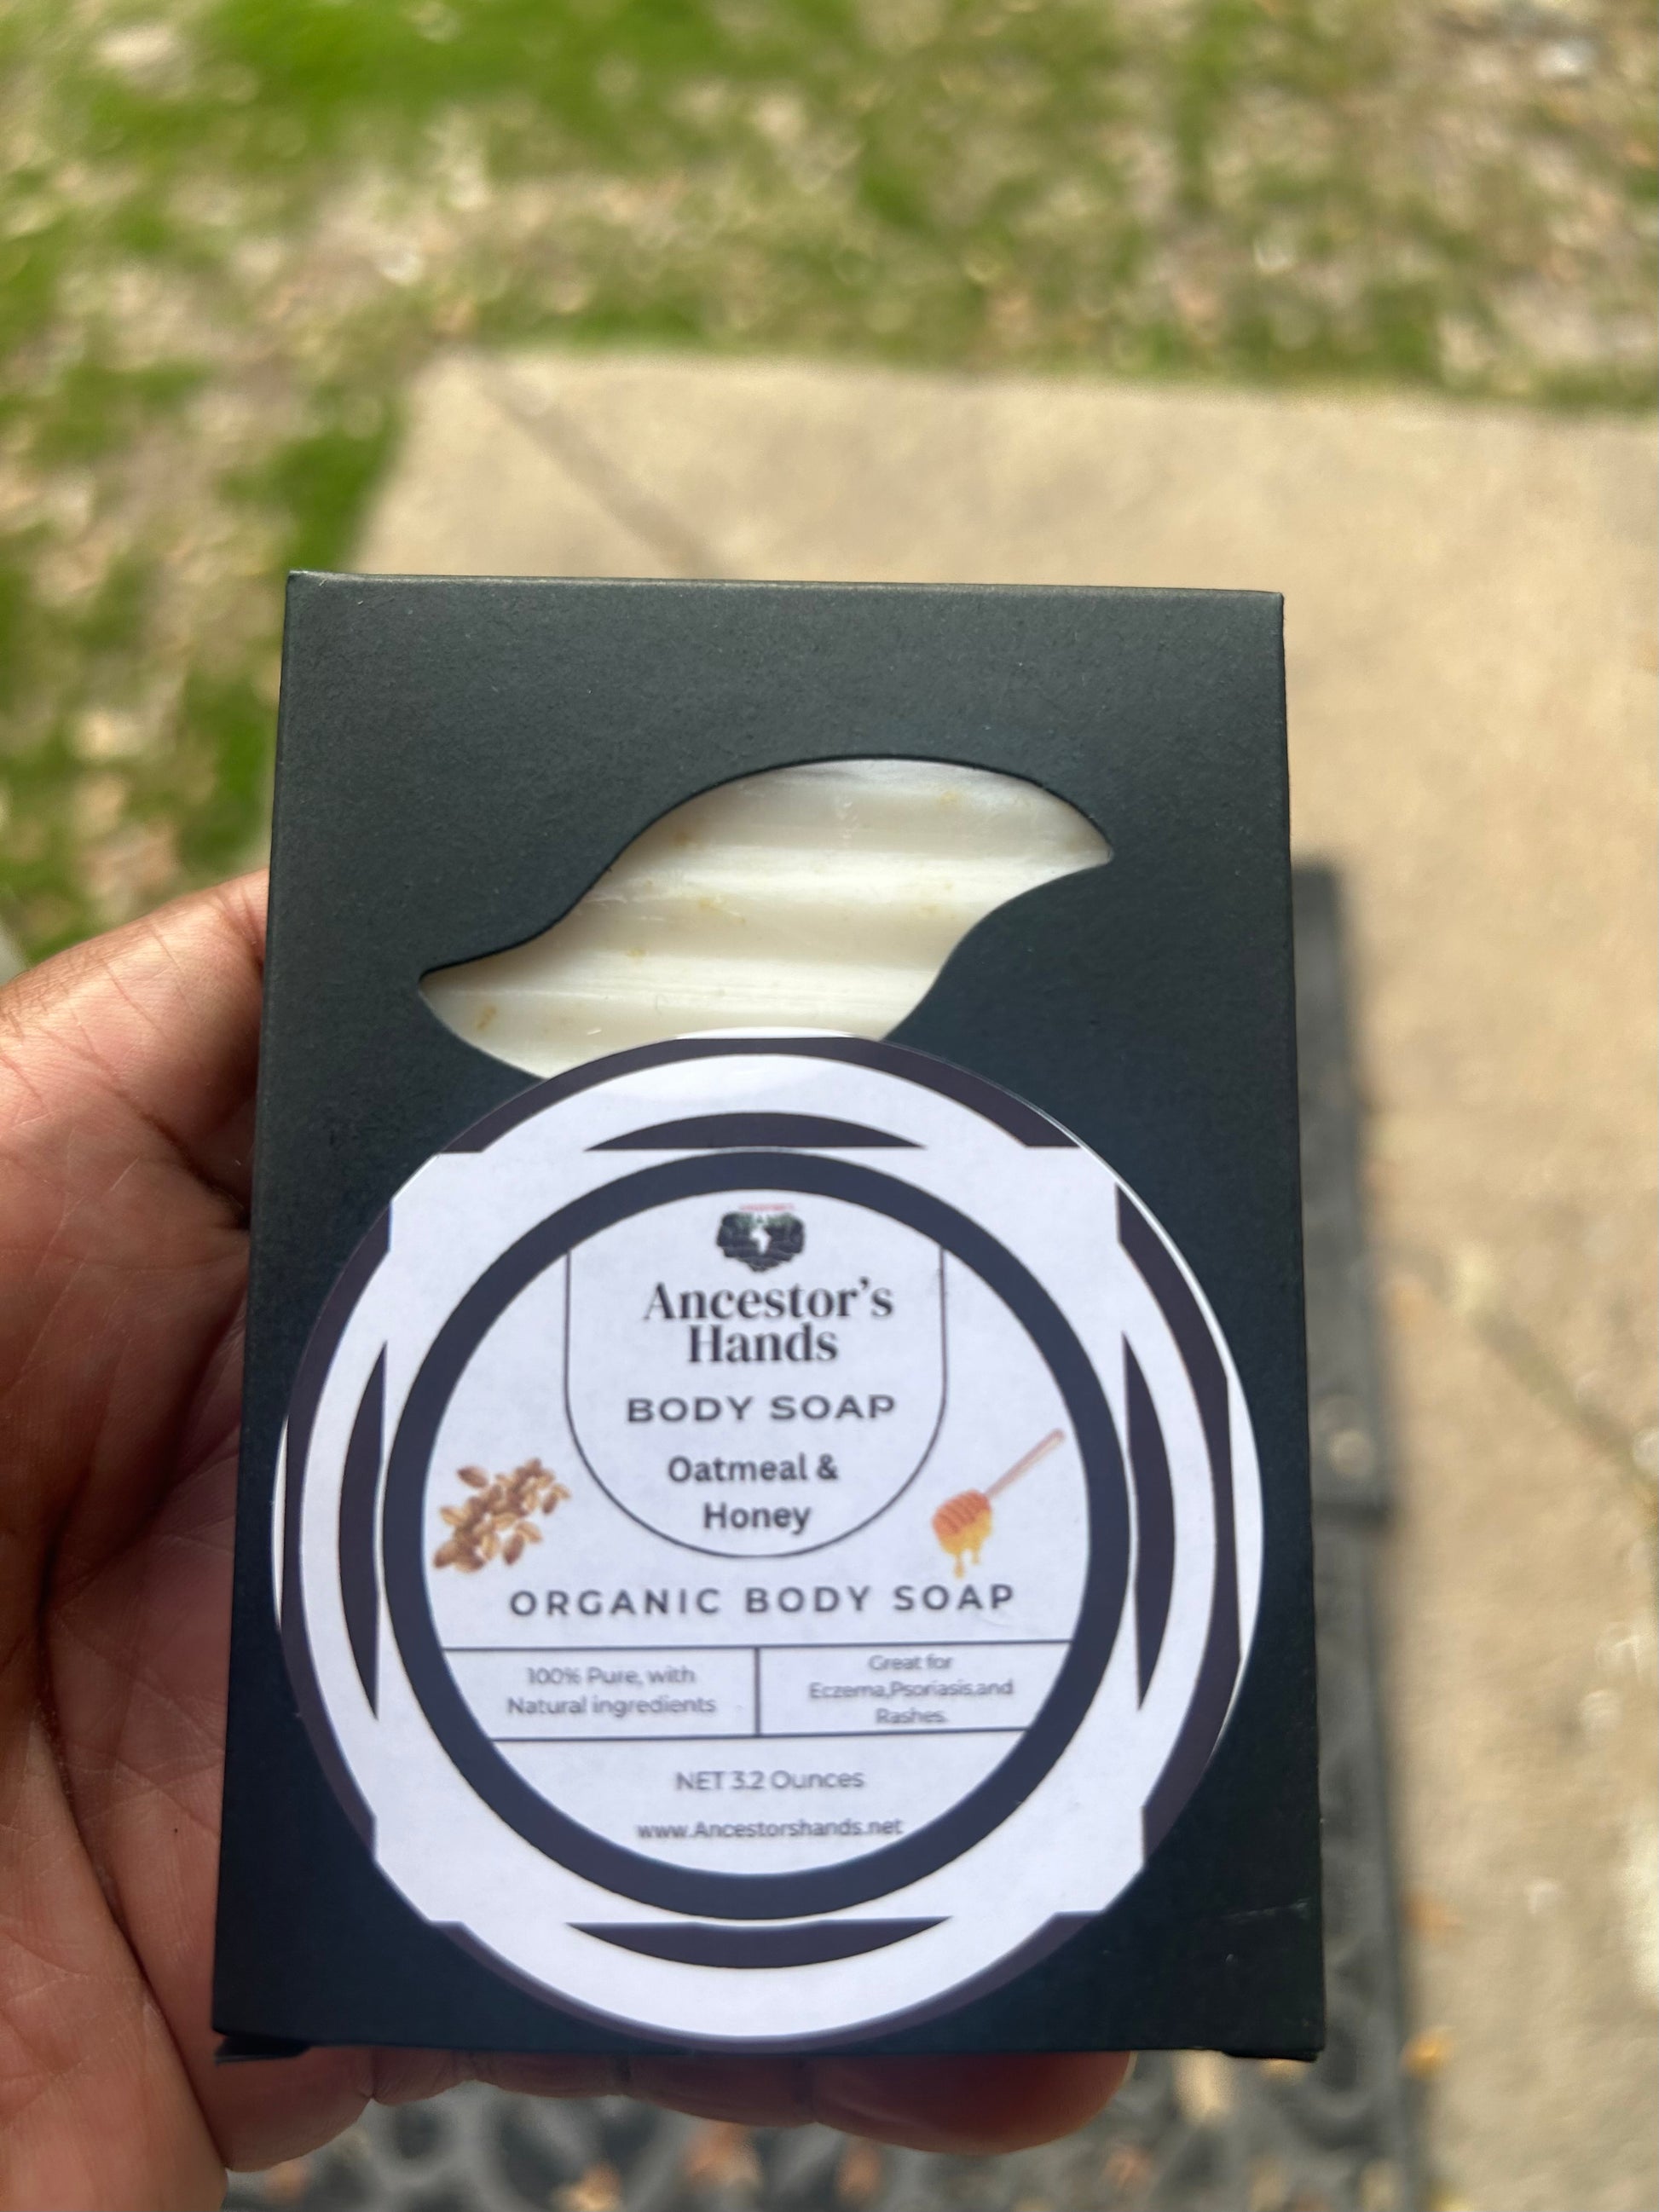 Ancestor's
Hands
BODY SOAP
Oatmeal &
Honey
ORGANIC BODY SOAP
100% Pure, with
Natural ingredients
Great for
Eczema,Psoriasis,and
Rashes.
NET 3.2 Ounces
www.Ancestorshands.net